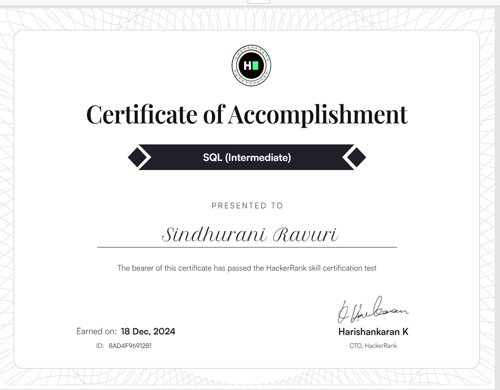 H
Certificate of Accomplishment
SQL (Intermediate)
PRESENTED TO
Sindhurani Ravuri
The bearer of this certificate has passed the HackerRank skill certification test
Earned on: 18 Dec, 2024
ID: 8AD4F96912B1
Harishankaran K
CTO, HackerRank